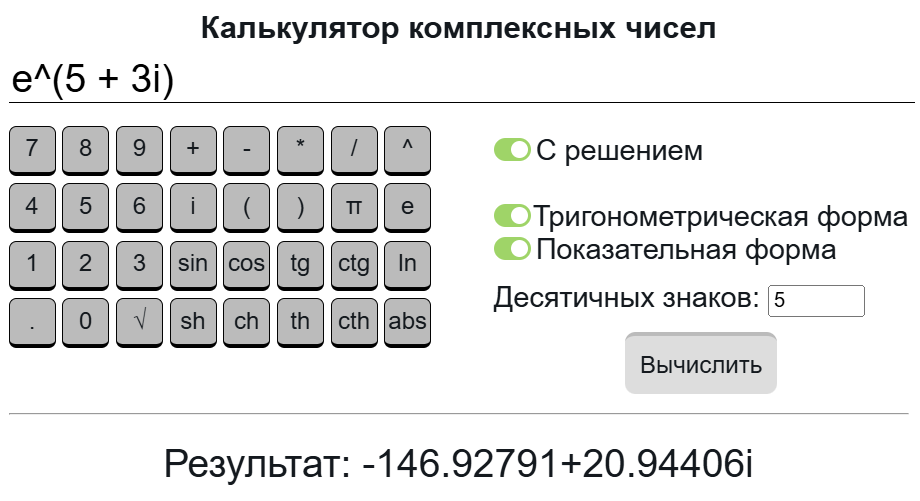 Калькулятор комплексных чисел
e^(5 + 3i)
7 8 9 + - * / ^
4 5 6 i ( ) π e
1 2 3 sin cos tg ctg ln
. 0 √ sh ch th cth abs
С решением
Тригонометрическая форма
Показательная форма
Десятичных знаков: 5
Вычислить
Результат: -146.92791+20.94406i